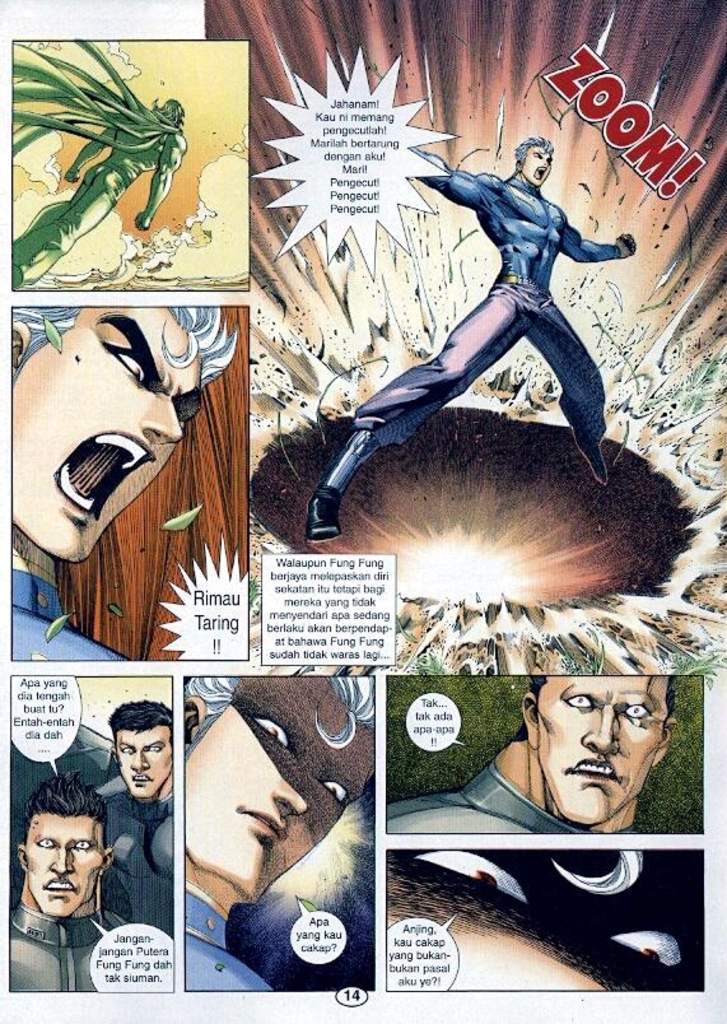 Jahanam!
Kau ni memang
pengecutlah!
Marilah bertarung
dengan aku!
Mari!
Pengecut!
Pengecut!
Pengecut!
ZOOM!
Rimau
Taring
!!
Walaupun Fung Fung
berjaya melepaskan diri
sekatan itu tetapi bagi
mereka yang tidak
menyendari apa sedang
berlaku akan berpendap-
at bahawa Fung Fung
sudah tidak waras lagi...
Apa yang
dia tengah
buat tu?
Entah-entah
dia dah
....
Jangan-
jangan Putera
Fung Fung dah
tak siuman.
Apa
yang kau
cakap?
Tak...
tak ada
apa-apa
!!
Anjing,
kau cakap
yang bukan-
bukan pasal
aku ye?!
14